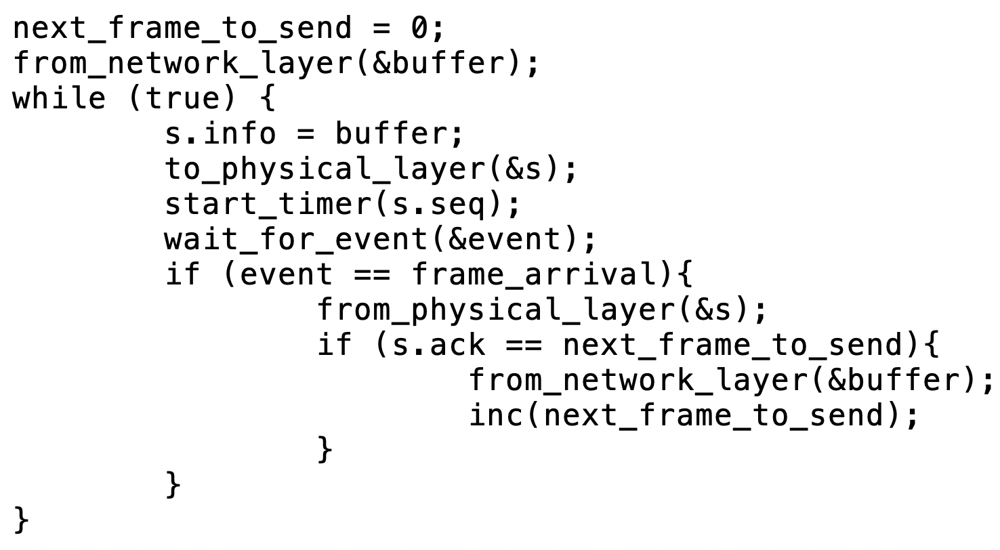 next_frame_to_send = 0;
from_network_layer(&buffer);
while (true) {
        s.info = buffer;
        to_physical_layer(&s);
        start_timer(s.seq);
        wait_for_event(&event);
        if (event == frame_arrival){
                from_physical_layer(&s);
                if (s.ack == next_frame_to_send){
                        from_network_layer(&buffer);
                        inc(next_frame_to_send);
                }
        }
}